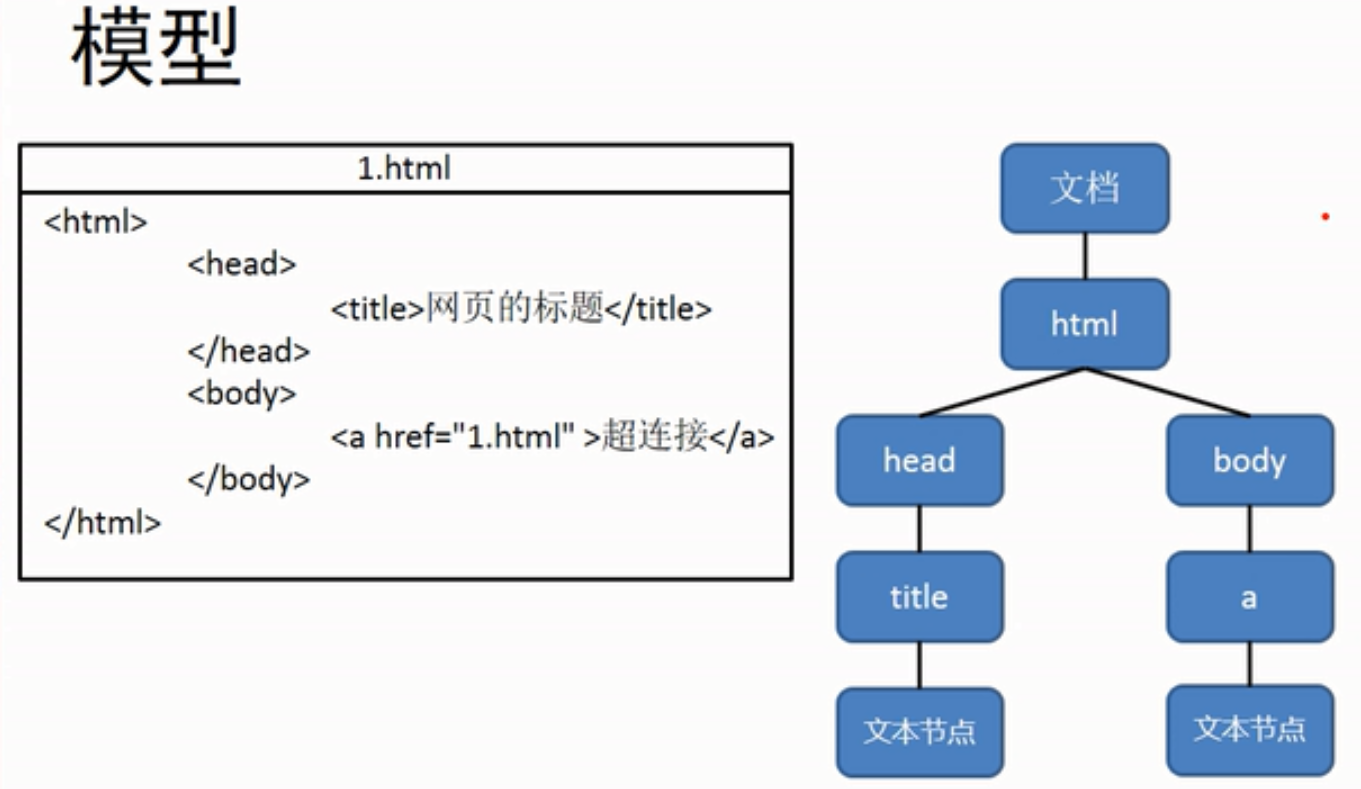 模型
1.html
<html>
<head>
<title>网页的标题</title>
</head>
<body>
<a href="1.html" >超连接</a>
</body>
</html>
文档
html
head
body
title
a
文本节点
文本节点